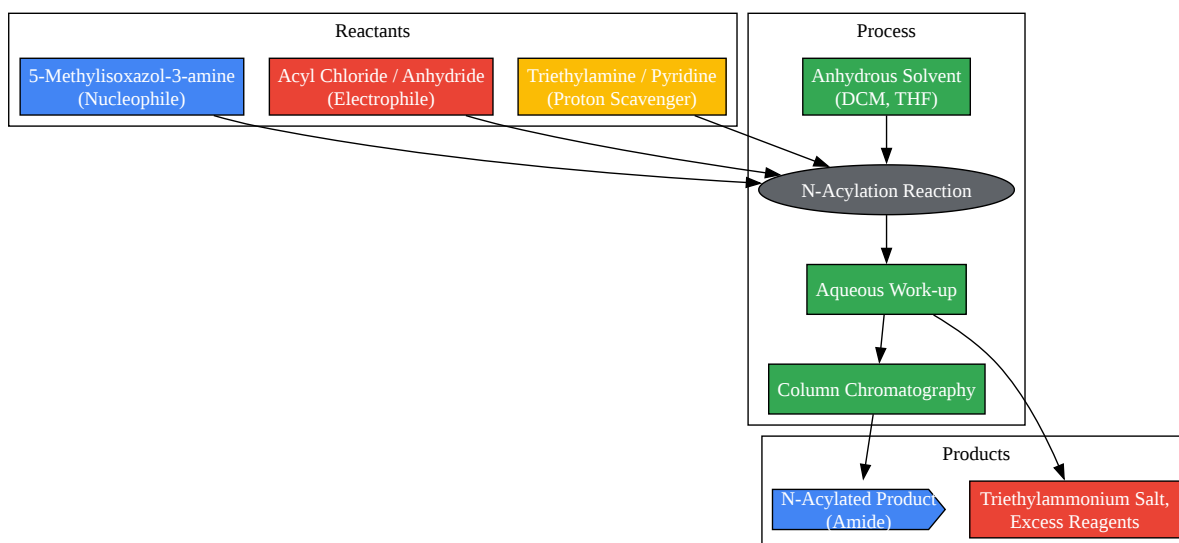 Reactants
5-Methylisoxazol-3-amine
(Nucleophile)
Acyl Chloride / Anhydride
(Electrophile)
Triethylamine / Pyridine
(Proton Scavenger)
Process
Anhydrous Solvent
(DCM, THF)
N-Acylation Reaction
Aqueous Work-up
Column Chromatography
Products
N-Acylated Product
(Amide)
Triethylammonium Salt,
Excess Reagents